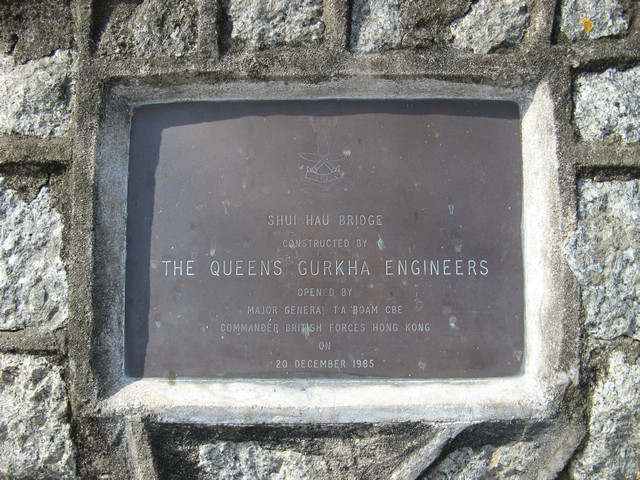 SHUI HAU BRIDGE
CONSTRUCTED BY
THE QUEENS GURKHA ENGINEERS
OPENED BY
MAJOR GENERAL T A BOAM CBE
COMMANDER BRITISH FORCES HONG KONG
ON
20 DECEMBER 1985